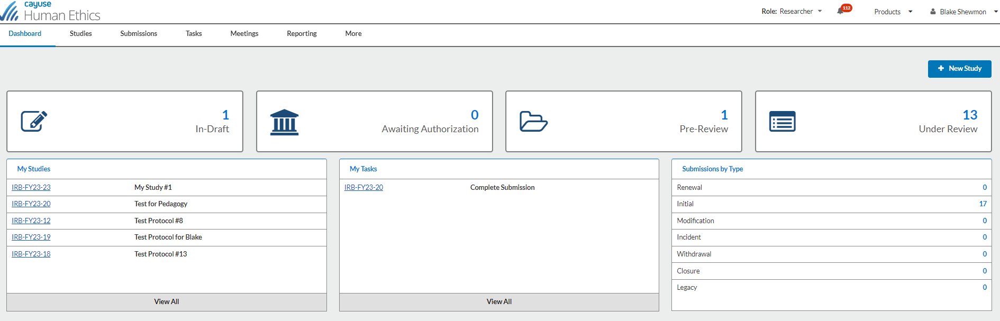 cayuse
Human Ethics
Role: Researcher
112
Products
Blake Shewmon
Dashboard
Studies
Submissions
Tasks
Meetings
Reporting
More
+ New Study
1
In-Draft
0
Awaiting Authorization
1
Pre-Review
13
Under Review
My Studies
IRB-FY23-23 My Study #1
IRB-FY23-20 Test for Pedagogy
IRB-FY23-12 Test Protocol #8
IRB-FY23-19 Test Protocol for Blake
IRB-FY23-18 Test Protocol #13
View All
My Tasks
IRB-FY23-20 Complete Submission
View All
Submissions by Type
Renewal 0
Initial 17
Modification 0
Incident 0
Withdrawal 0
Closure 0
Legacy 0